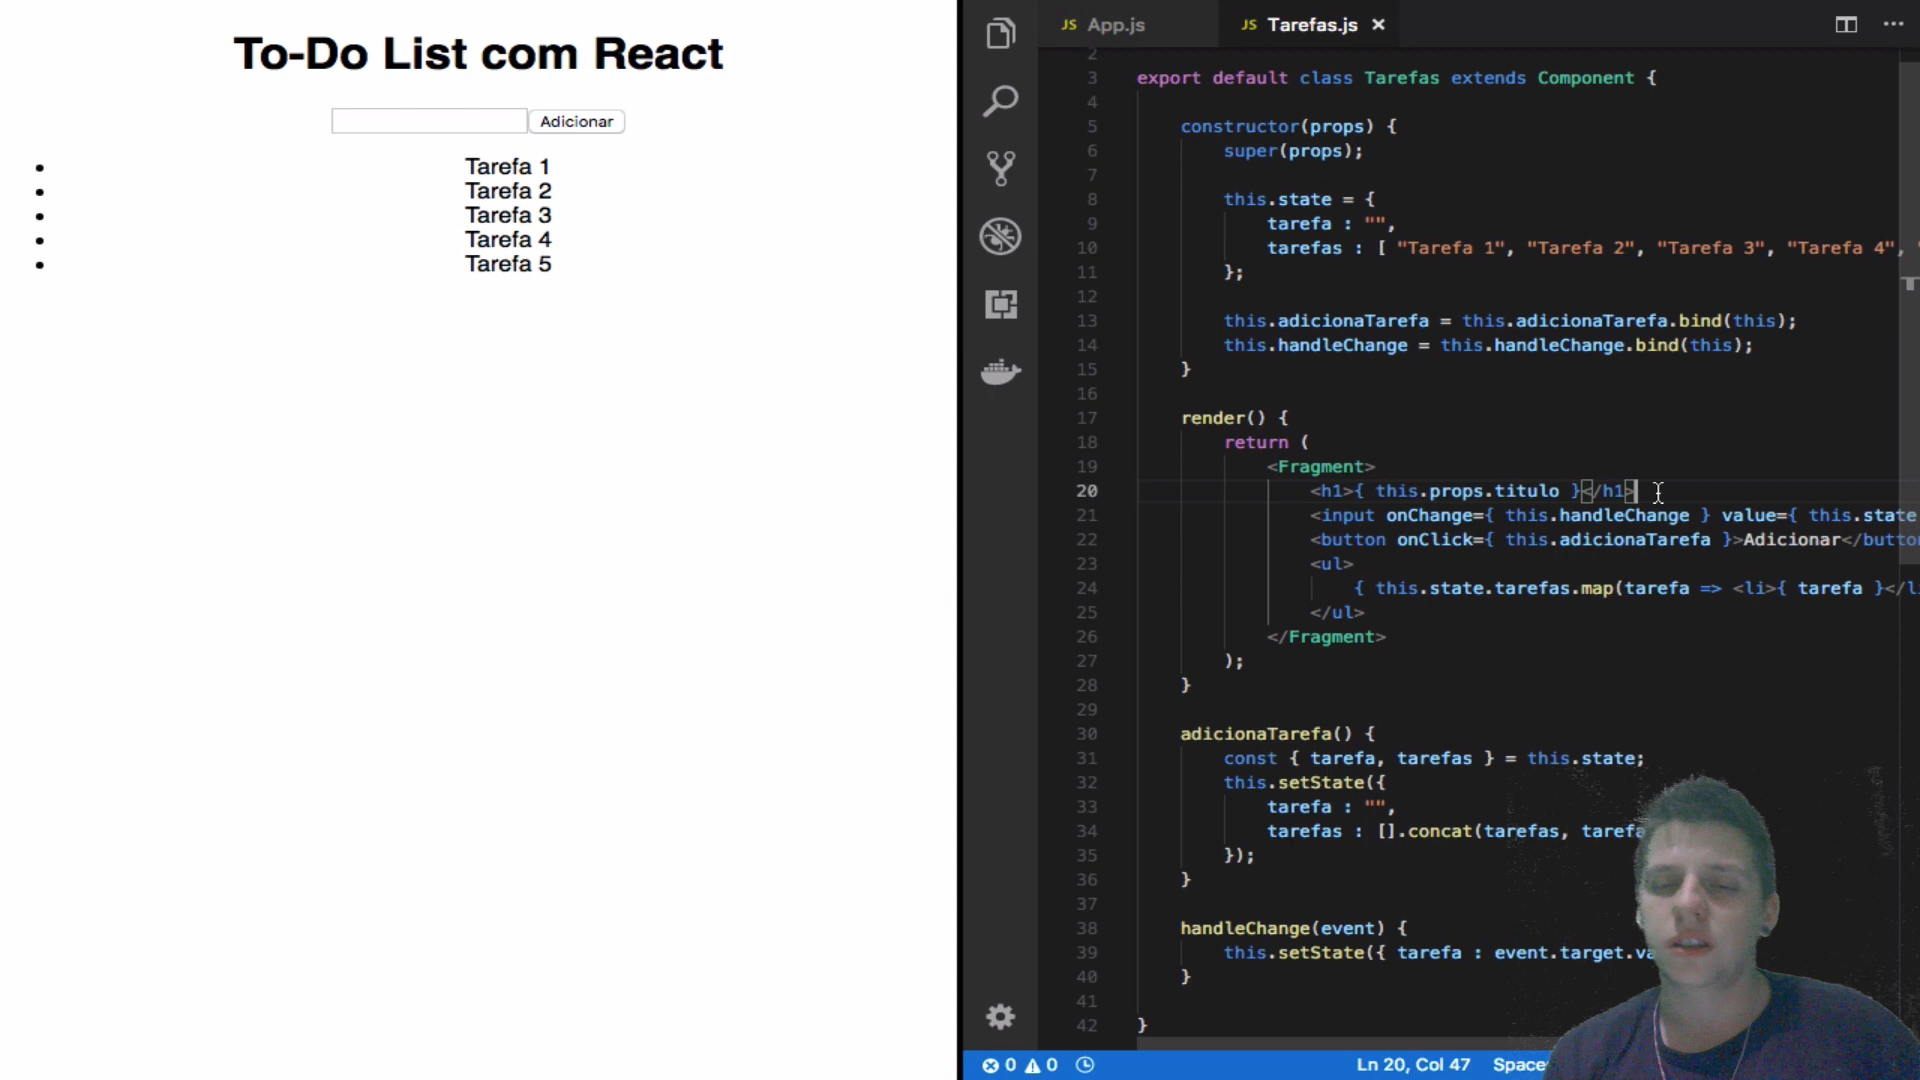 To-Do List com React
Adicionar
Tarefa 1
Tarefa 2
Tarefa 3
Tarefa 4
Tarefa 5
JS App.js
JS Tarefas.js
2
3 export default class Tarefas extends Component {
4
5 constructor(props) {
6 super(props);
7
8 this.state = {
9 tarefa : "",
10 tarefas : [ "Tarefa 1", "Tarefa 2", "Tarefa 3", "Tarefa 4",
11 };
12
13 this.adicionaTarefa = this.adicionaTarefa.bind(this);
14 this.handleChange = this.handleChange.bind(this);
15 }
16
17 render() {
18 return (
19 <Fragment>
20 <h1>{ this.props.titulo }</h1>
21 <input onChange={ this.handleChange } value={ this.state
22 <button onClick={ this.adicionaTarefa }>Adicionar</butto
23 <ul>
24 { this.state.tarefas.map(tarefa => <li>{ tarefa }</l
25 </ul>
26 </Fragment>
27 );
28 }
29
30 adicionaTarefa() {
31 const { tarefa, tarefas } = this.state;
32 this.setState({
33 tarefa : "",
34 tarefas : [].concat(tarefas, tarefa
35 });
36 }
37
38 handleChange(event) {
39 this.setState({ tarefa : event.target.va
40 }
41
42 }
0 0
Ln 20, Col 47
Space